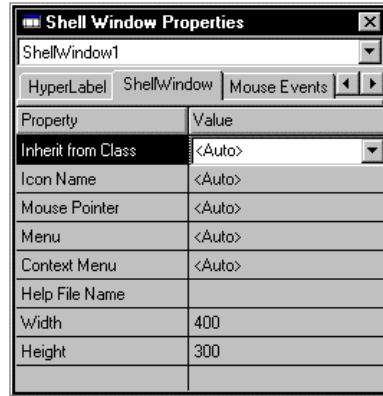 Shell Window Properties
ShellWindow1
HyperLabel ShellWindow Mouse Events
Property Value
Inherit from Class <Auto>
Icon Name <Auto>
Mouse Pointer <Auto>
Menu <Auto>
Context Menu <Auto>
Help File Name
Width 400
Height 300